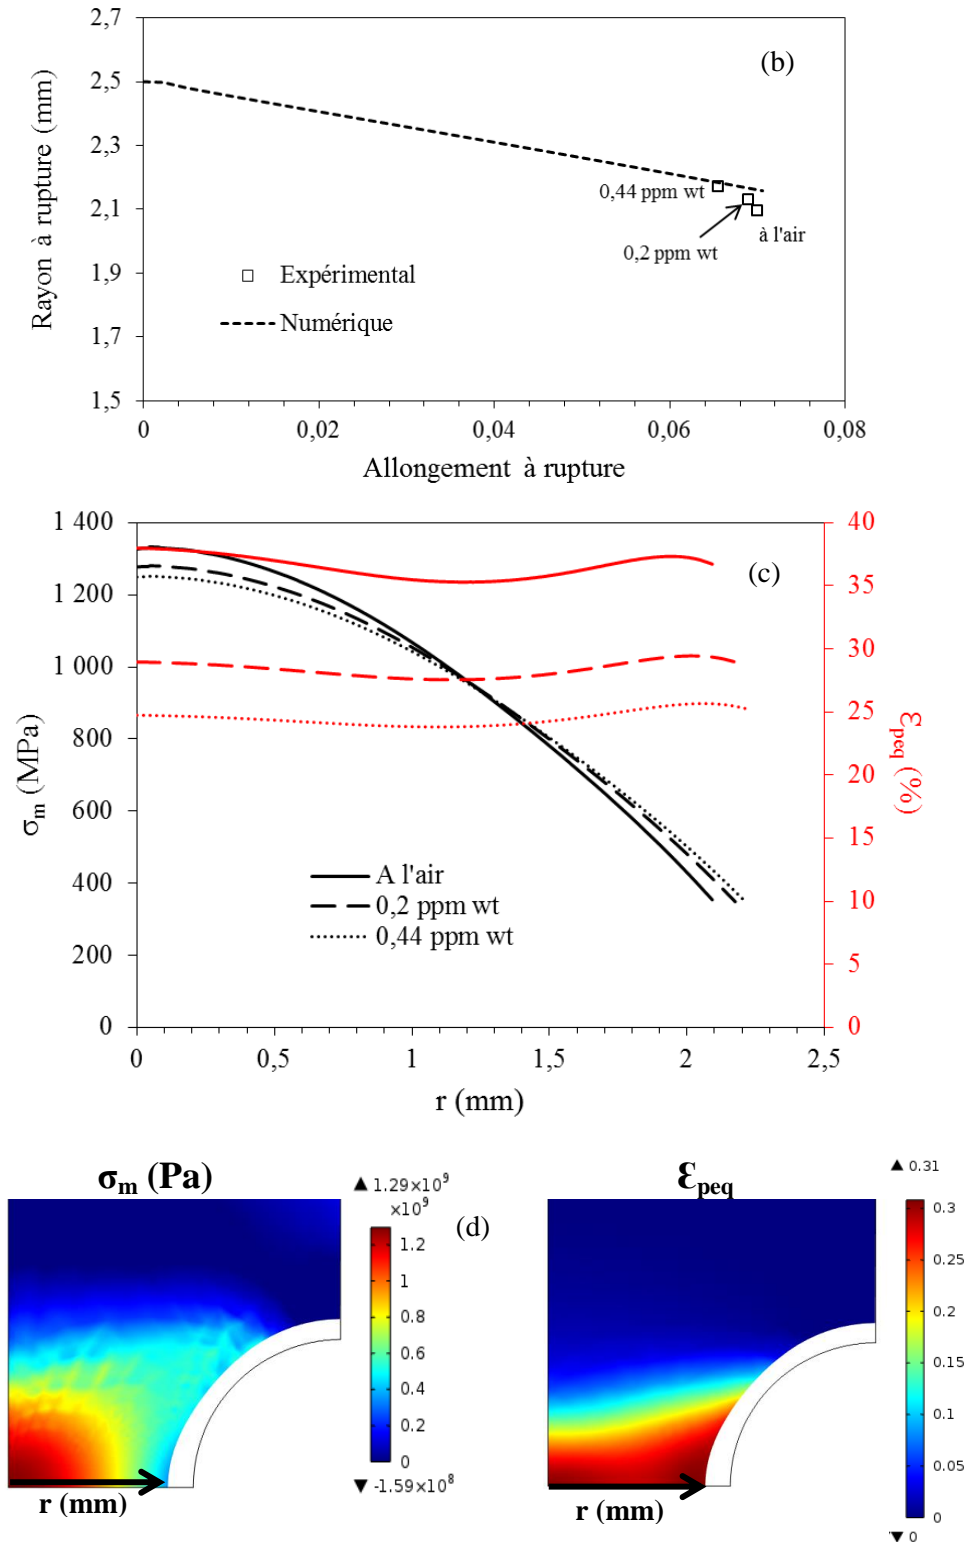 2,7
2,5
2,3
2,1
1,9
1,7
1,5
Rayon à rupture (mm)
(b)
0,44 ppm wt
0,2 ppm wt
à l'air
Expérimental
Numérique
0 0,02 0,04 0,06 0,08
Allongement à rupture
1 400
1 200
1 000
800
600
400
200
0
σm (MPa)
40
35
30
25
20
15
10
5
0
Ɛpeq (%)
(c)
A l'air
0,2 ppm wt
0,44 ppm wt
0 0,5 1 1,5 2 2,5
r (mm)
σm (Pa)
▲ 1.29×10⁹
×10⁹
1.2
1
0.8
0.6
0.4
0.2
0
▼ -1.59×10⁸
r (mm)
(d)
Ɛpeq
▲ 0.31
0.3
0.25
0.2
0.15
0.1
0.05
0
▼ 0
r (mm)